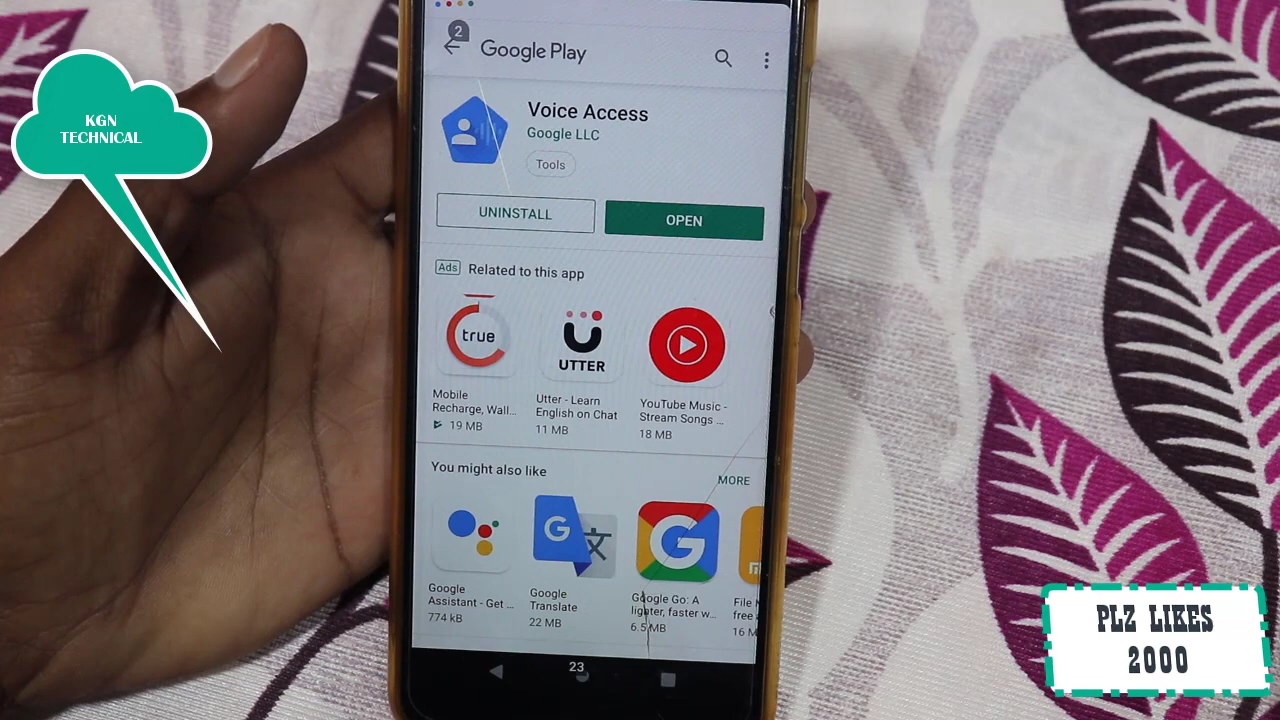 2
Google Play
KGN
TECHNICAL
Voice Access
Google LLC
Tools
UNINSTALL
OPEN
Ads Related to this app
true
UTTER
Mobile
Recharge, Wall...
19 MB
Utter - Learn
English on Chat
11 MB
YouTube Music -
Stream Songs ...
18 MB
You might also like
MORE
Google
Assistant - Get ...
774 kB
Google
Translate
22 MB
Google Go: A
lighter, faster w...
6.5 MB
File
free
16 M
23
PLZ LIKES
2000